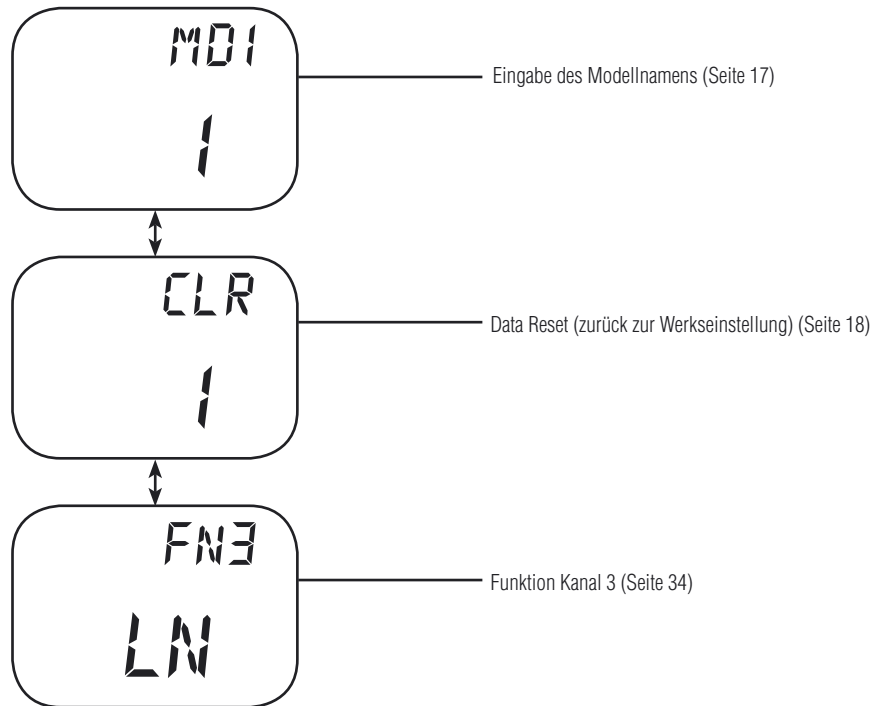 MD1
Eingabe des Modellnamens (Seite 17)
1
CLR
Data Reset (zurück zur Werkseinstellung) (Seite 18)
1
FN3
Funktion Kanal 3 (Seite 34)
LN